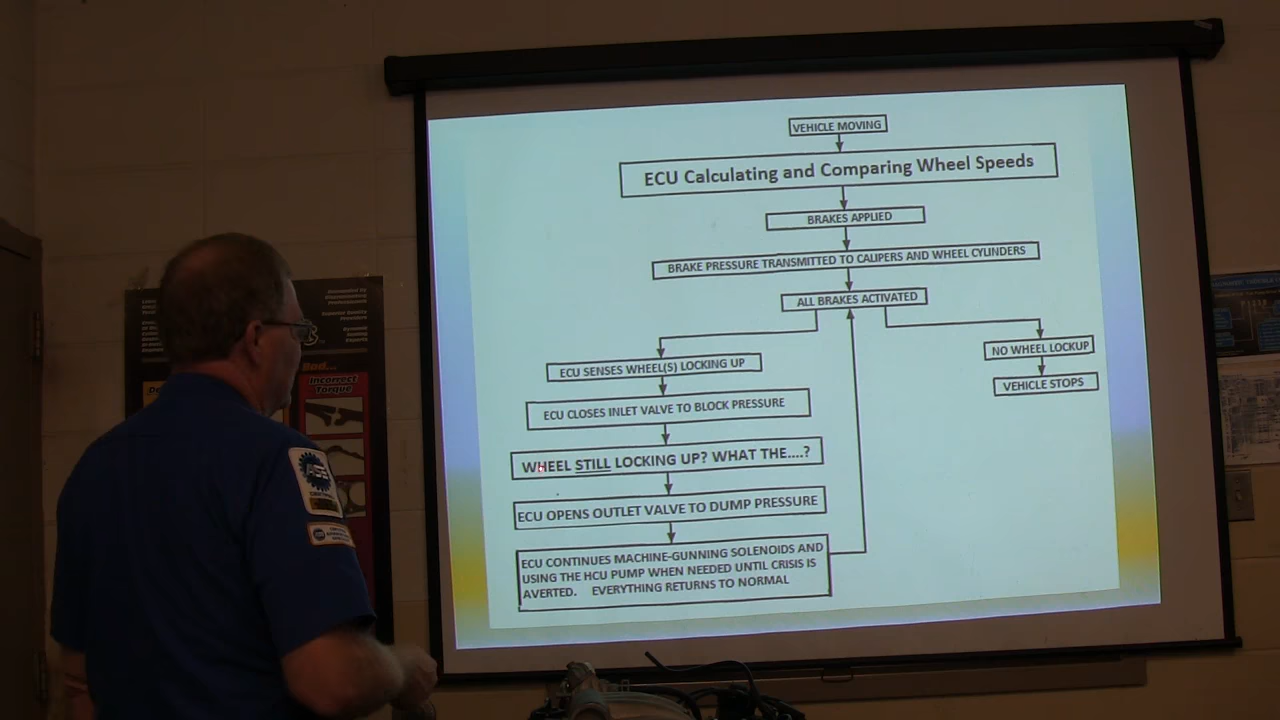 VEHICLE MOVING
ECU Calculating and Comparing Wheel Speeds
BRAKES APPLIED
BRAKE PRESSURE TRANSMITTED TO CALIPERS AND WHEEL CYLINDERS
ALL BRAKES ACTIVATED
ECU SENSES WHEEL(S) LOCKING UP
NO WHEEL LOCKUP
VEHICLE STOPS
ECU CLOSES INLET VALVE TO BLOCK PRESSURE
WHEEL STILL LOCKING UP? WHAT THE....?
ECU OPENS OUTLET VALVE TO DUMP PRESSURE
ECU CONTINUES MACHINE-GUNNING SOLENOIDS AND
USING THE HCU PUMP WHEN NEEDED UNTIL CRISIS IS
AVERTED. EVERYTHING RETURNS TO NORMAL
Incorrect
Torque
ASE